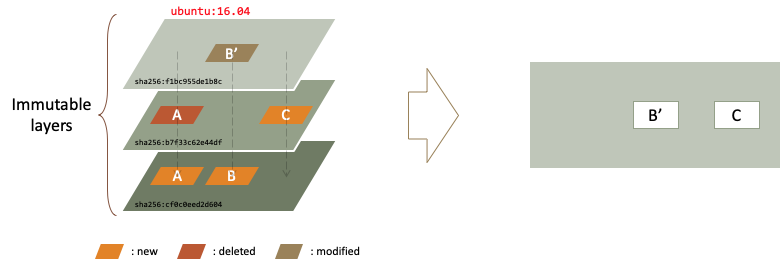 ubuntu:16.04
B’
sha256:f1bc955de1b8c
Immutable
layers
A
C
sha256:b7f33c62e44df
A
B
sha256:cf0c0eed2d604
B’
C
: new
: deleted
: modified